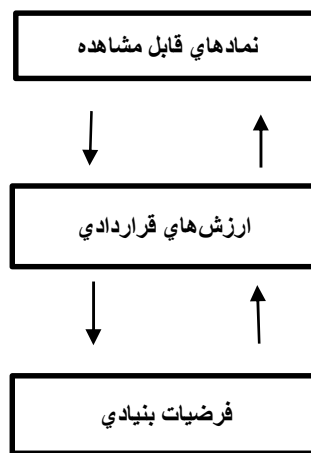 نمادهاي قابل مشاهده
ارزش‌هاي قراردادي
فرضيات بنيادي